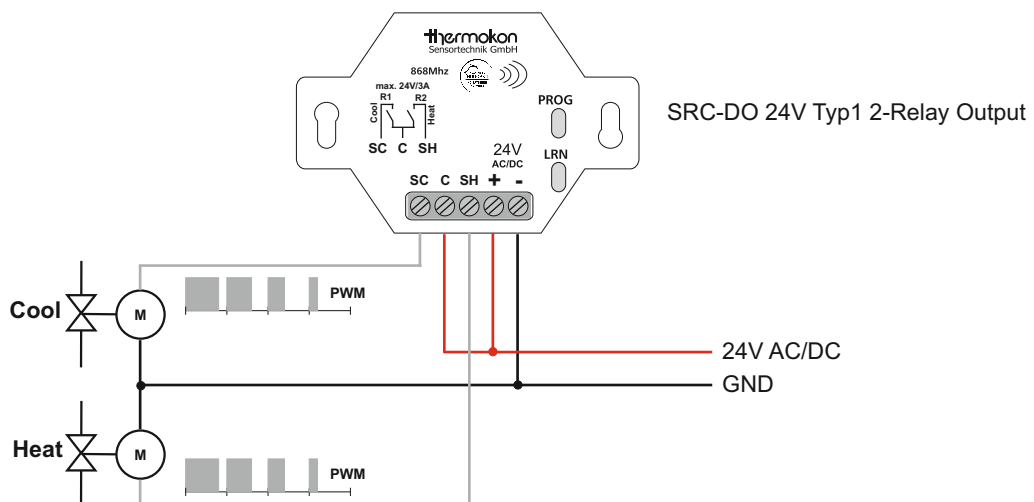 thermokon
Sensortechnik GmbH
868Mhz
max. 24V/3A
R1 R2
Cool
Heat
SC C SH
PROG
LRN
24V
AC/DC
SC C SH + -
SRC-DO 24V Typ1 2-Relay Output
Cool
M
PWM
24V AC/DC
GND
Heat
M
PWM